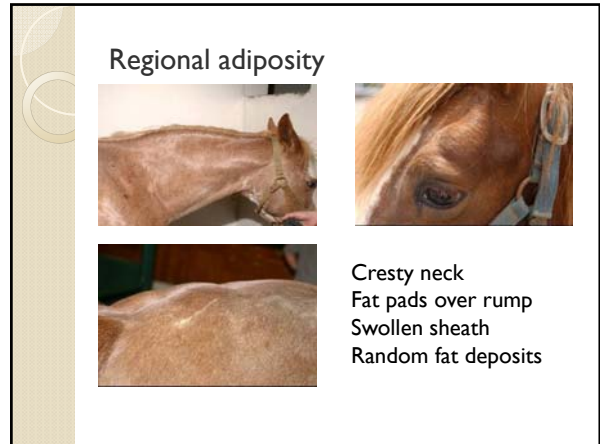 Regional adiposity
Cresty neck
Fat pads over rump
Swollen sheath
Random fat deposits